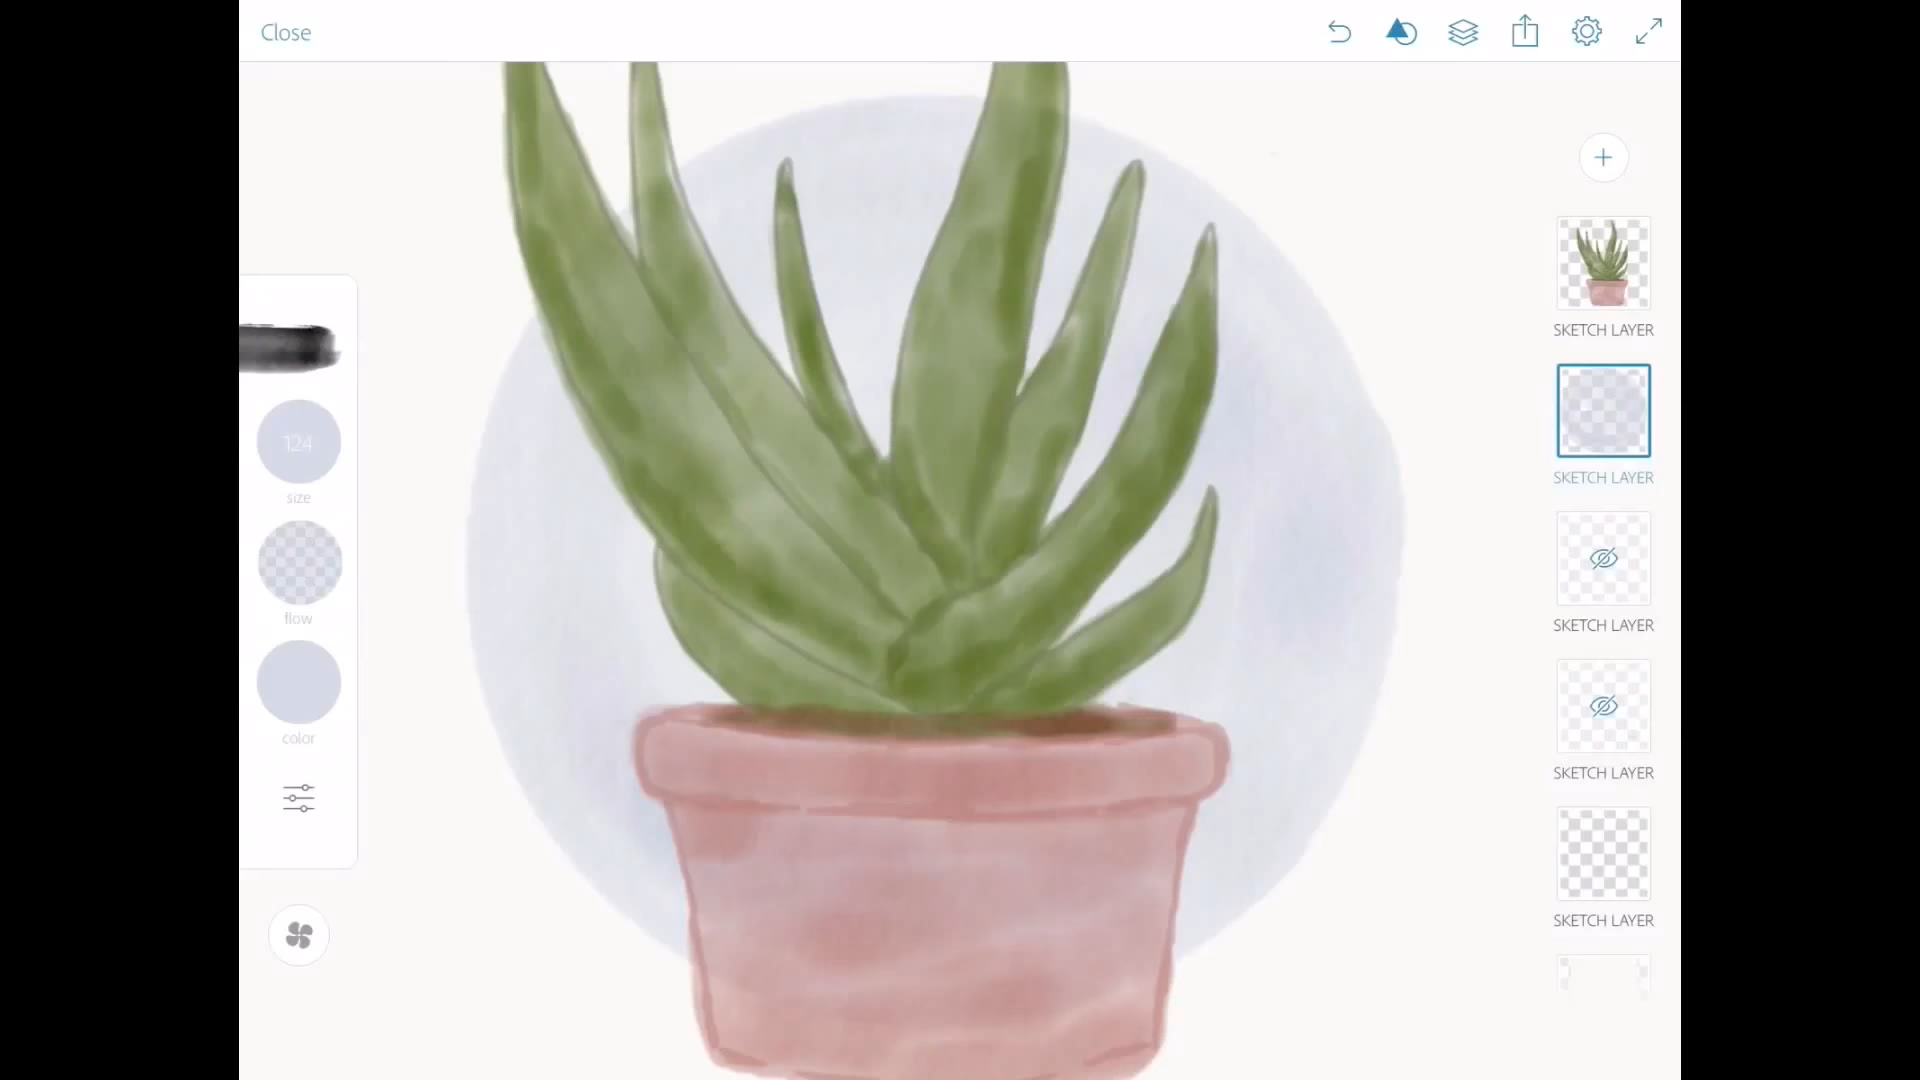 Close
124
size
flow
color
SKETCH LAYER
SKETCH LAYER
SKETCH LAYER
SKETCH LAYER
SKETCH LAYER